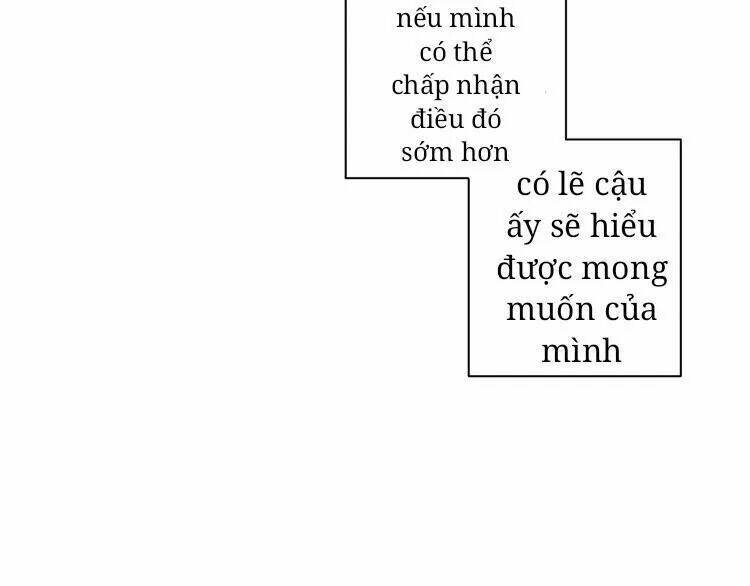 nếu mình
có thể
chấp nhận
điều đó
sớm hơn
có lẽ cậu
ấy sẽ hiểu
được mong
muốn của
mình